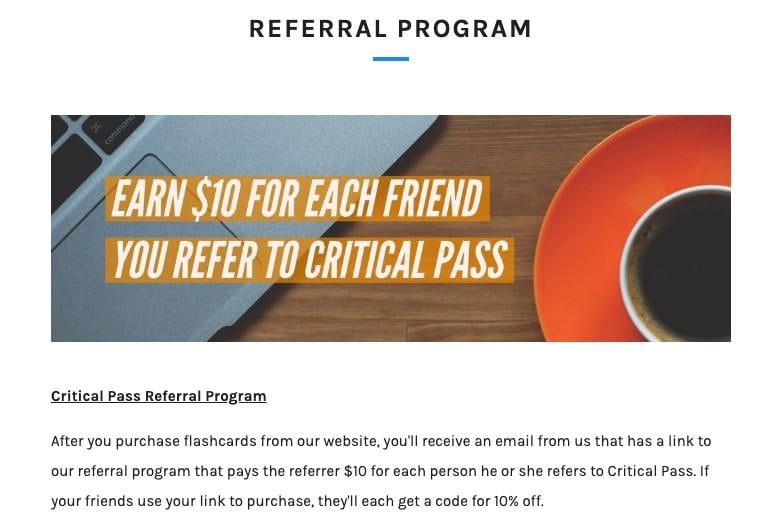 REFERRAL PROGRAM
⌘
command
EARN $10 FOR EACH FRIEND
YOU REFER TO CRITICAL PASS
Critical Pass Referral Program
After you purchase flashcards from our website, you'll receive an email from us that has a link to
our referral program that pays the referrer $10 for each person he or she refers to Critical Pass. If
your friends use your link to purchase, they'll each get a code for 10% off.